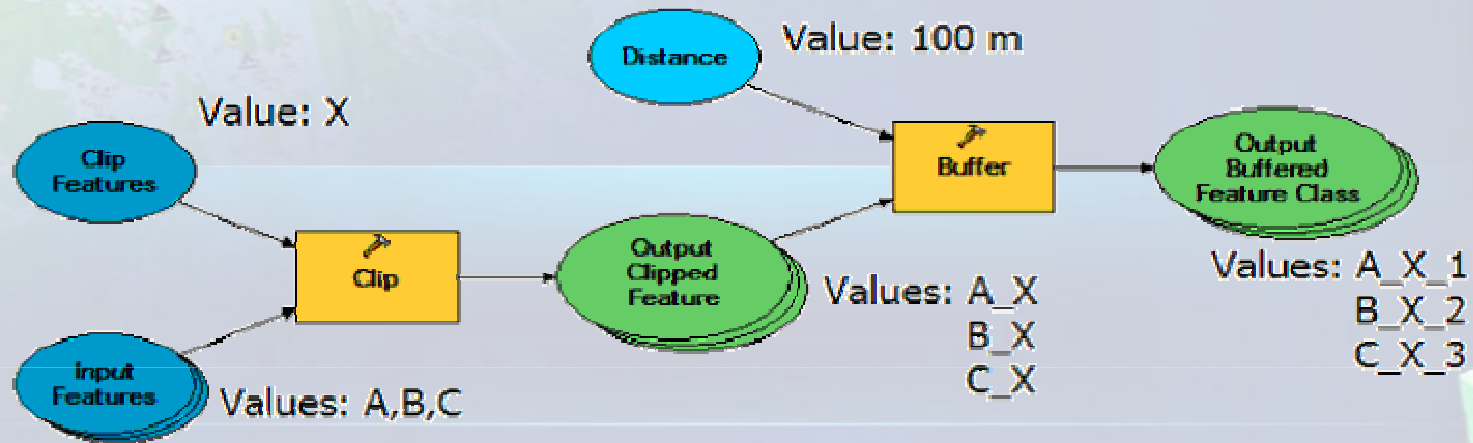 Distance
Value: 100 m
Value: X
Clip
Features
Buffer
Output
Buffered
Feature Class
Clip
Output
Clipped
Feature
Values: A_X
B_X
C_X
Values: A_X_1
B_X_2
C_X_3
Input
Features
Values: A,B,C